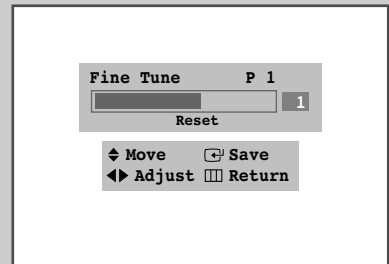 Fine Tune P 1
1
Reset
Move Save
Adjust Return